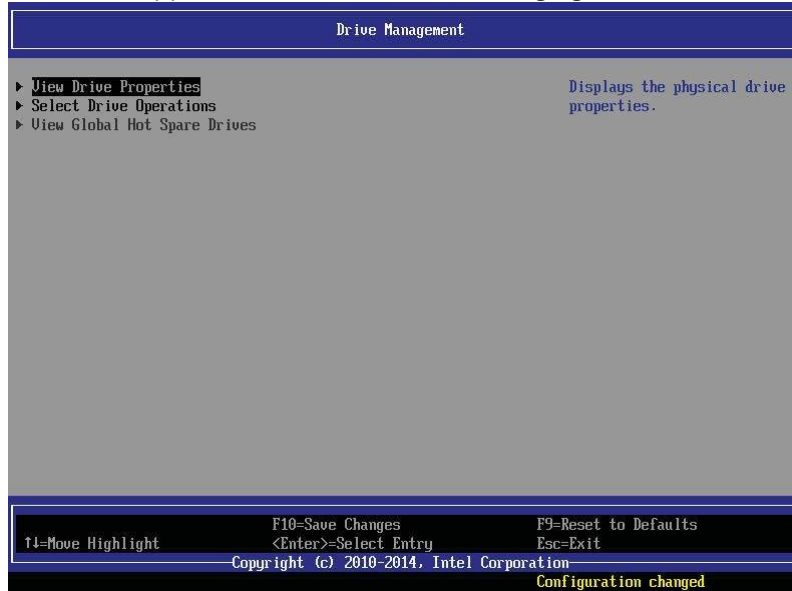 Drive Management
View Drive Properties
Select Drive Operations
View Global Hot Spare Drives
Displays the physical drive
properties.
F10=Save Changes F9=Reset to Defaults
↑↓=Move Highlight <Enter>=Select Entry Esc=Exit
Copyright (c) 2010-2014, Intel Corporation
Configuration changed